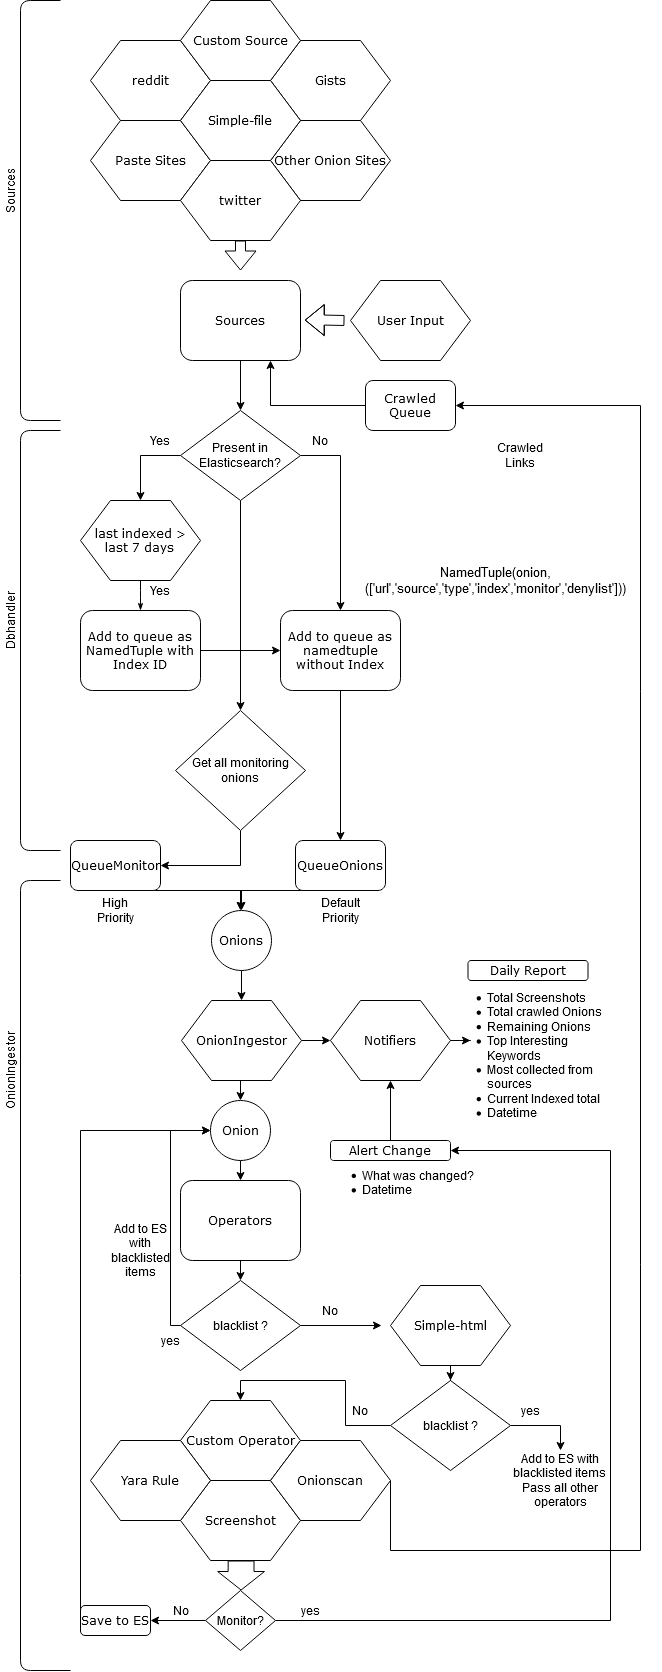 Custom Source
reddit
Gists
Simple-file
Paste Sites
Other Onion Sites
twitter
Sources
Sources
User Input
Crawled
Queue
Crawled
Links
Yes
Present in
Elasticsearch?
No
last indexed >
last 7 days
Yes
NamedTuple(onion,
(['url','source','type','index','monitor','denylist']))
Dbhandler
Add to queue as
NamedTuple with
Index ID
Add to queue as
namedtuple
without Index
Get all monitoring
onions
QueueMonitor
QueueOnions
High
Priority
Default
Priority
Onions
OnionIngestor
OnionIngestor
Notifiers
Daily Report
• Total Screenshots
• Total crawled Onions
• Remaining Onions
• Top Interesting
Keywords
• Most collected from
sources
• Current Indexed total
• Datetime
Onion
Alert Change
• What was changed?
• Datetime
Operators
Add to ES
with
blacklisted
items
blacklist ?
yes
No
Simple-html
blacklist ?
No
yes
Add to ES with
blacklisted items
Pass all other
operators
Custom Operator
Yara Rule
Onionscan
Screenshot
Monitor?
No
yes
Save to ES